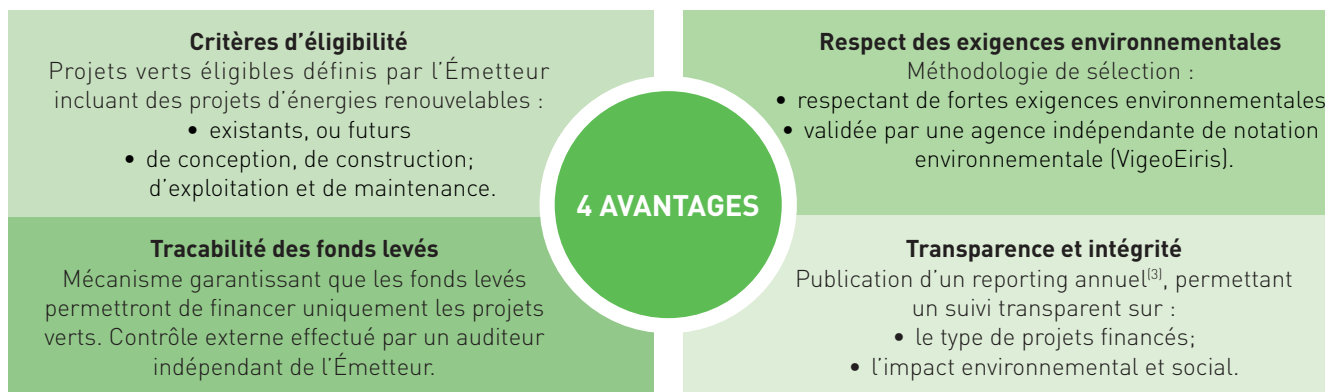 Critères d’éligibilité
Projets verts éligibles définis par l’Émetteur
incluant des projets d’énergies renouvelables :
• existants, ou futurs
• de conception, de construction;
d’exploitation et de maintenance.
Respect des exigences environnementales
Méthodologie de sélection :
• respectant de fortes exigences environnementales
• validée par une agence indépendante de notation
environnementale (VigeoEiris).
4 AVANTAGES
Tracabilité des fonds levés
Mécanisme garantissant que les fonds levés
permettront de financer uniquement les projets
verts. Contrôle externe effectué par un auditeur
indépendant de l’Émetteur.
Transparence et intégrité
Publication d’un reporting annuel(3), permettant
un suivi transparent sur :
• le type de projets financés;
• l’impact environnemental et social.